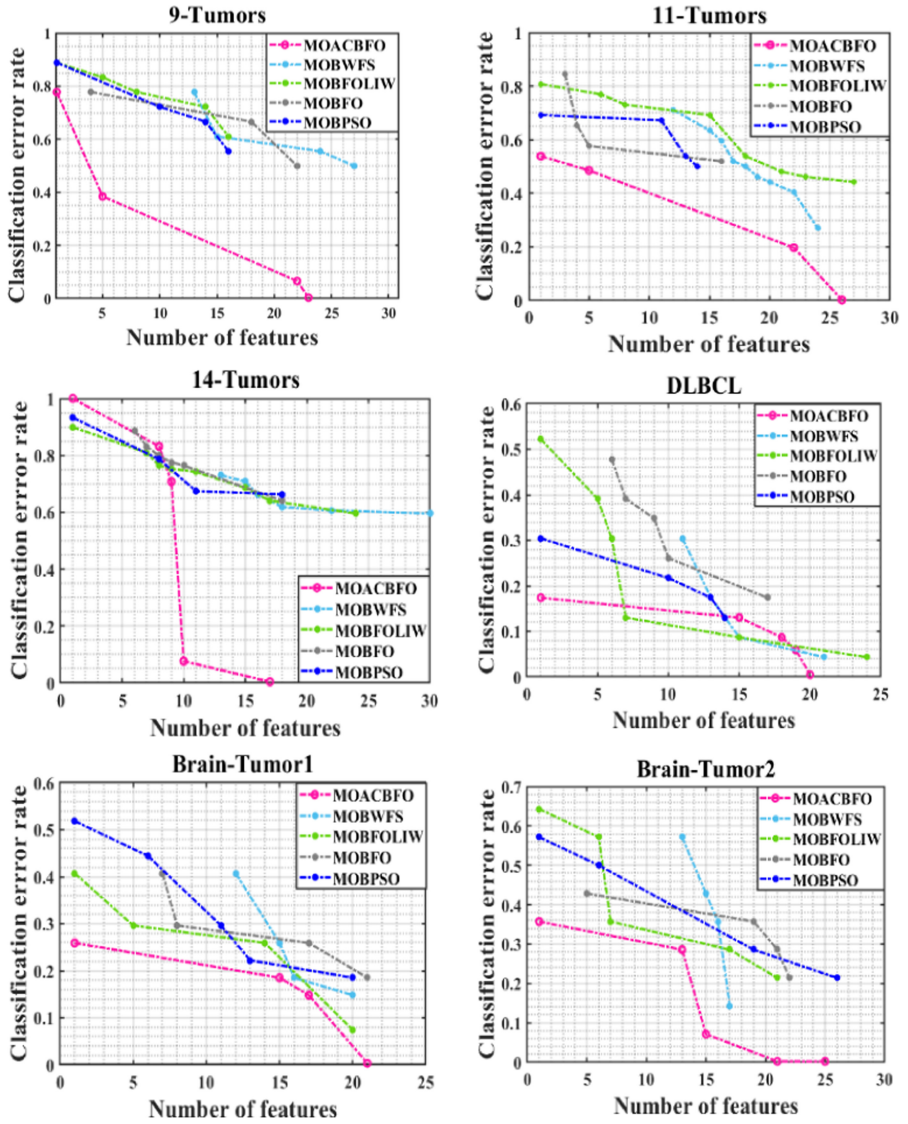 9-Tumors
Classification errror rate
1
0.8
0.6
0.4
0.2
0
5 10 15 20 25 30
Number of features
MOACBFO
MOBWFS
MOBFOLIW
MOBFO
MOBPSO
11-Tumors
Classification errror rate
1
0.8
0.6
0.4
0.2
0
0 5 10 15 20 25 30
Number of features
MOACBFO
MOBWFS
MOBFOLIW
MOBFO
MOBPSO
14-Tumors
Classification errror rate
1
0.8
0.6
0.4
0.2
0
0 5 10 15 20 25 30
Number of features
MOACBFO
MOBWFS
MOBFOLIW
MOBFO
MOBPSO
DLBCL
Classification errror rate
0.6
0.5
0.4
0.3
0.2
0.1
0
0 5 10 15 20 25
Number of features
MOACBFO
MOBWFS
MOBFOLIW
MOBFO
MOBPSO
Brain-Tumor1
Classification errror rate
0.6
0.5
0.4
0.3
0.2
0.1
0
0 5 10 15 20 25
Number of features
MOACBFO
MOBWFS
MOBFOLIW
MOBFO
MOBPSO
Brain-Tumor2
Classification errror rate
0.7
0.6
0.5
0.4
0.3
0.2
0.1
0
0 5 10 15 20 25 30
Number of features
MOACBFO
MOBWFS
MOBFOLIW
MOBFO
MOBPSO